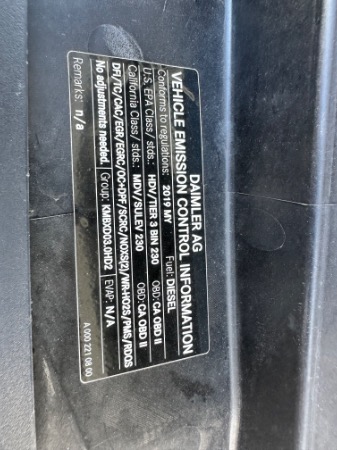 DAIMLER AG
VEHICLE EMISSION CONTROL INFORMATION
Conforms to regulations: 2019 MY Fuel: DIESEL
U.S. EPA Class / stds.: HDV/TIER 3 BIN 230 OBD: CA OBD II
California Class / stds.: MDV/SULEV 230 OBD: CA OBD II
DFI/TC/CAC/EGR/EGRC/OC+DPF/SCRC/NOXS(2)/WR-HO2S/PMS/RDQS
No adjustments needed. Group: KMBXD03.0HD2 EVAP: N/A
Remarks: n/a
A 000 221 08 00